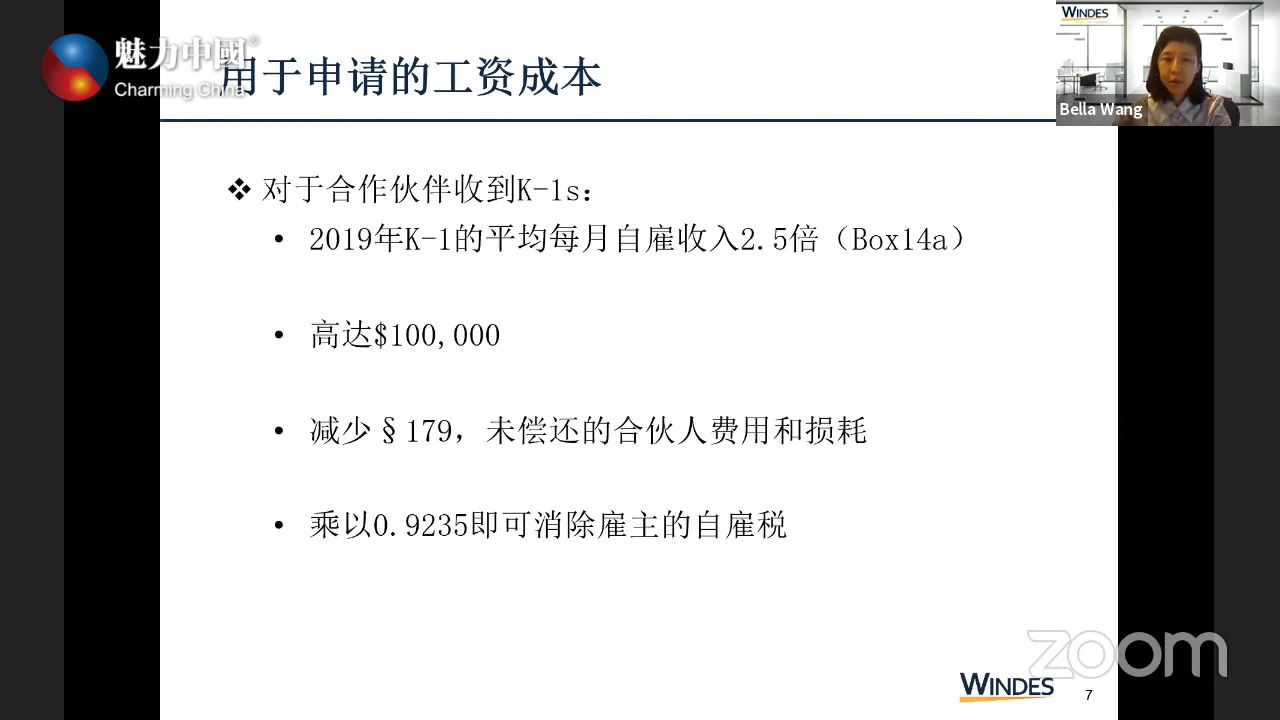 魅力中國®
Charming China
用于申请的工资成本
WINDES
Bella Wang
❖ 对于合作伙伴收到K-1s：
• 2019年K-1的平均每月自雇收入2.5倍（Box14a）
• 高达$100,000
• 减少§179，未偿还的合伙人费用和损耗
• 乘以0.9235即可消除雇主的自雇税
zoom
WINDES
7